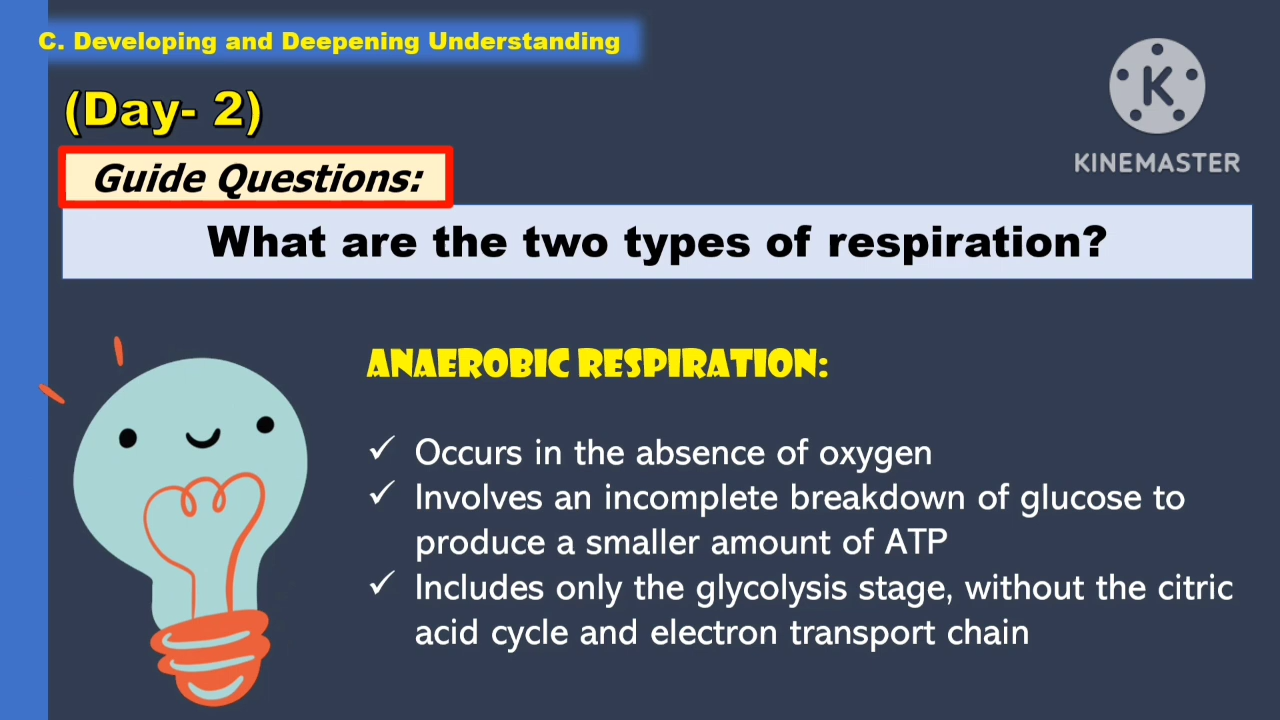 C. Developing and Deepening Understanding
(Day- 2)
K
KINEMASTER
Guide Questions:
What are the two types of respiration?
ANAEROBIC RESPIRATION:
✓ Occurs in the absence of oxygen
✓ Involves an incomplete breakdown of glucose to
produce a smaller amount of ATP
✓ Includes only the glycolysis stage, without the citric
acid cycle and electron transport chain